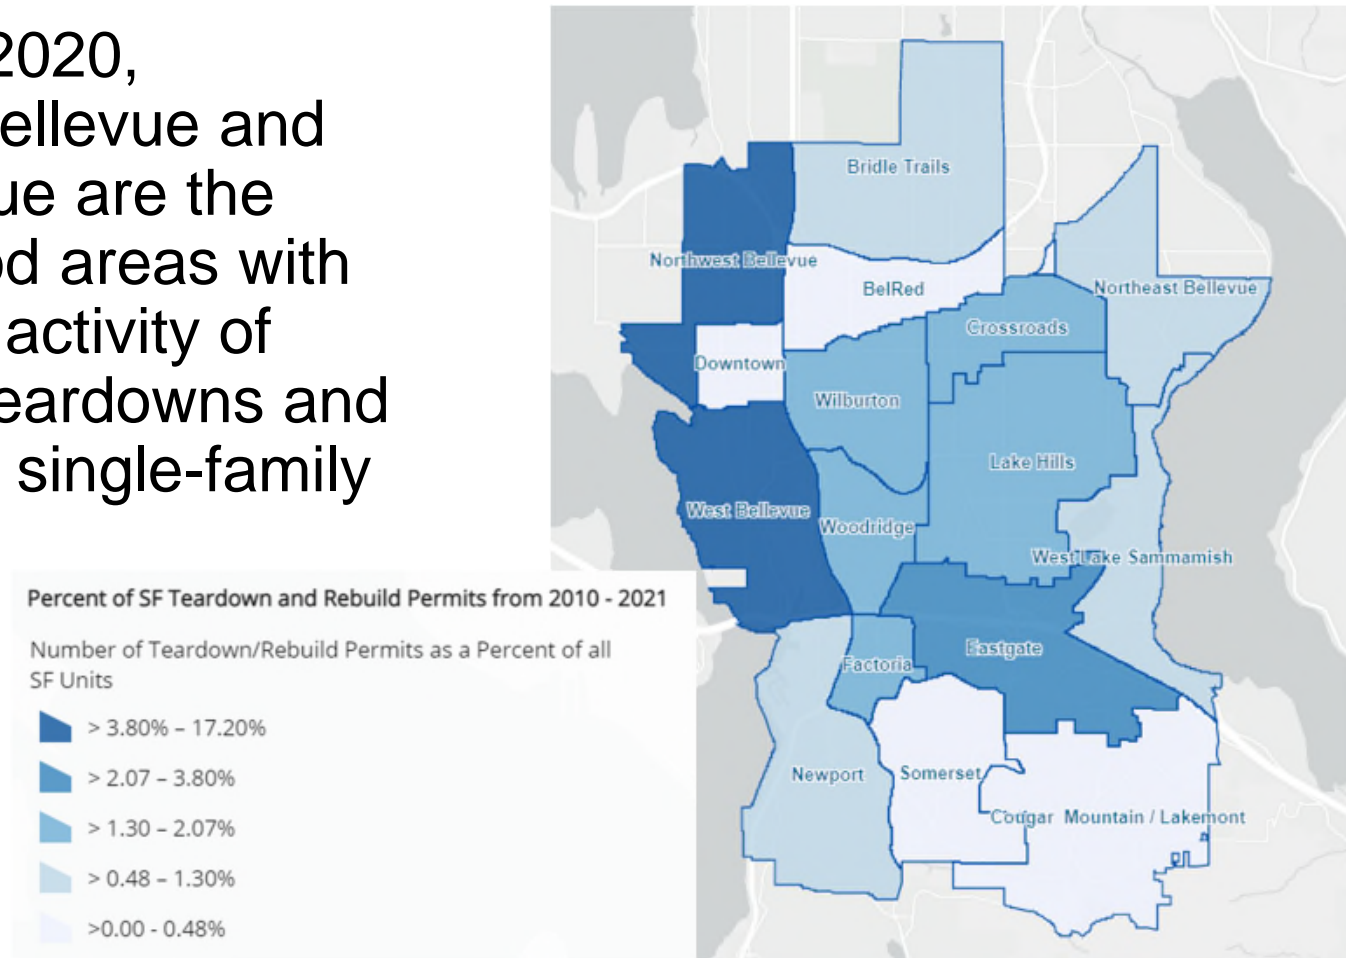 2020,
ellevue and
ue are the
od areas with
activity of
eardowns and
single-family
Bridle Trails
Northwest Bellevue
BelRed
Northeast Bellevue
Crossroads
Downtown
Wilburton
Lake Hills
West Bellevue
Woodridge
West Lake Sammamish
Eastgate
Factoria
Newport
Somerset
Cougar Mountain / Lakemont
Percent of SF Teardown and Rebuild Permits from 2010 - 2021
Number of Teardown/Rebuild Permits as a Percent of all
SF Units
> 3.80% – 17.20%
> 2.07 – 3.80%
> 1.30 – 2.07%
> 0.48 – 1.30%
>0.00 - 0.48%